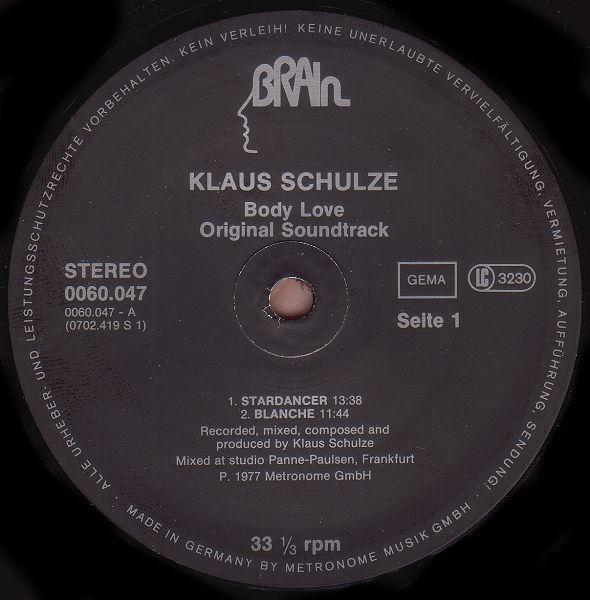 BRAIN
KLAUS SCHULZE
Body Love
Original Soundtrack
STEREO
0060.047
0060.047 - A
(0702.419 S 1)
GEMA
LC 3230
Seite 1
1. STARDANCER 13:38
2. BLANCHE 11:44
Recorded, mixed, composed and
produced by Klaus Schulze
Mixed at studio Panne-Paulsen, Frankfurt
P. 1977 Metronome GmbH
33 ⅓ rpm
· ALLE URHEBER- UND LEISTUNGSSCHUTZRECHTE VORBEHALTEN. KEIN VERLEIH! KEINE UNERLAUBTE VERVIELFÄLTIGUNG, VERMIETUNG, AUFFÜHRUNG, SENDUNG! ·
MADE IN GERMANY BY METRONOME MUSIK GMBH